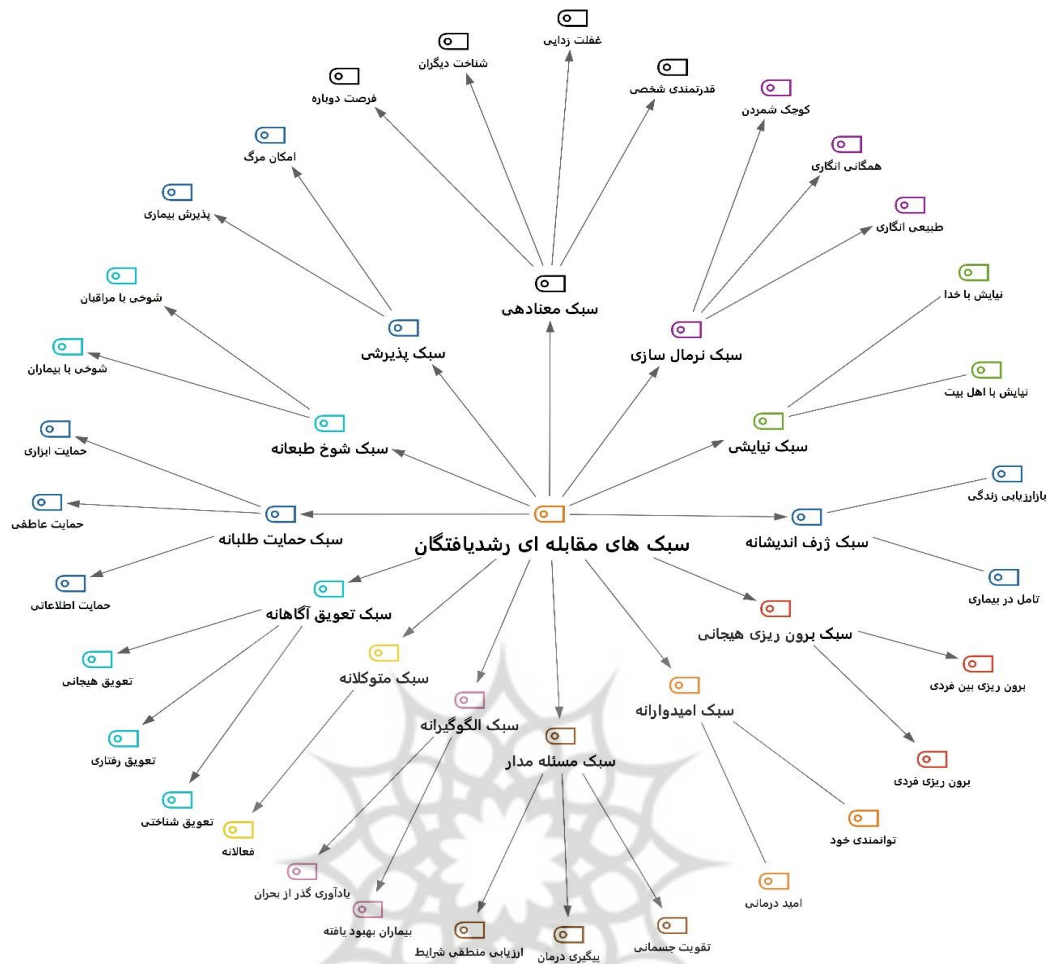 غفلت زدایی
شناخت دیگران
قدرتمندی شخصی
فرصت دوباره
کوچک شمردن
امکان مرگ
همگانی انگاری
پذیرش بیماری
طبیعی انگاری
شوخی با مراقبان
نیایش با خدا
سبک معنادهی
سبک پذیرشی
سبک نرمال سازی
شوخی با بیماران
نیایش با اهل بیت
حمایت ابزاری
سبک شوخ طبعانه
سبک نیایشی
بازارزیابی زندگی
حمایت عاطفی
سبک حمایت طلبانه
سبک های مقابله ای رشدیافتگان
سبک ژرف اندیشانه
حمایت اطلاعاتی
سبک تعویق آگاهانه
تامل در بیماری
سبک برون ریزی هیجانی
تعویق هیجانی
سبک متوکلانه
برون ریزی بین فردی
سبک الگوگیرانه
سبک امیدوارانه
تعویق رفتاری
سبک مسئله مدار
برون ریزی فردی
تعویق شناختی
فعالانه
توانمندی خود
یادآوری گذر از بحران
امید درمانی
بیماران بهبود یافته
ارزیابی منطقی شرایط
پیگیری درمان
تقویت جسمانی